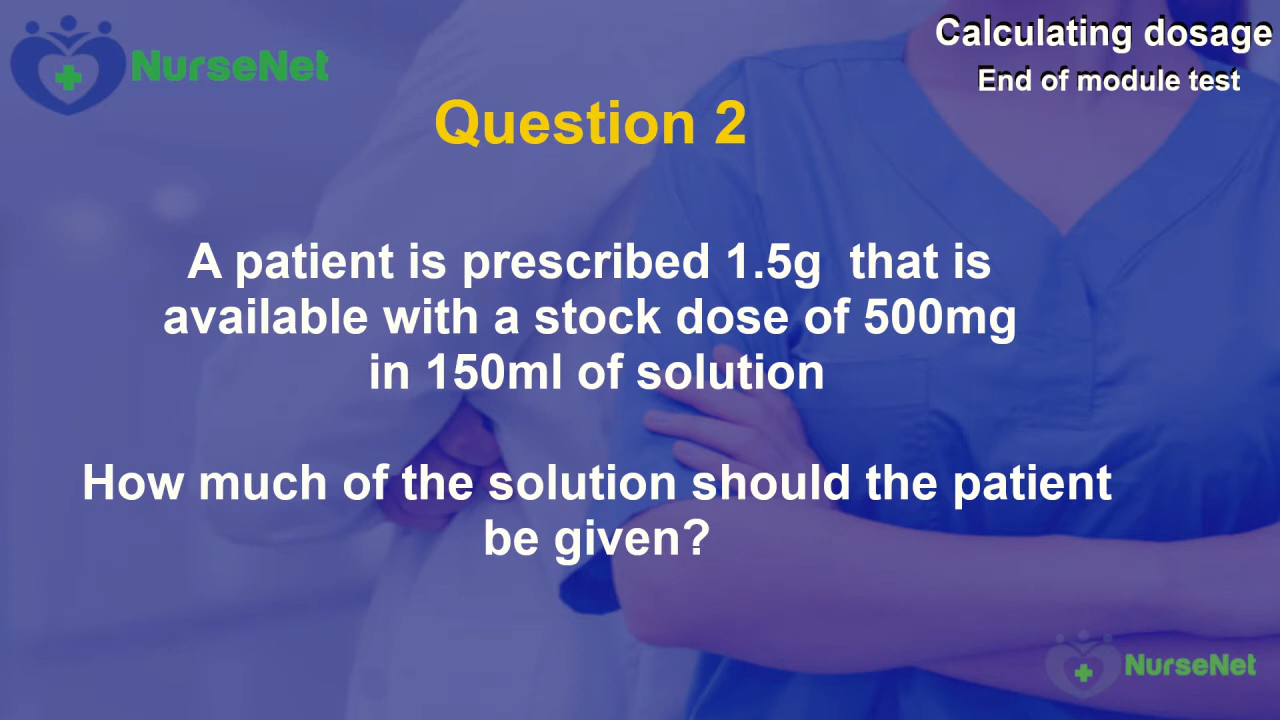 NurseNet
Calculating dosage
End of module test
Question 2
A patient is prescribed 1.5g  that is
available with a stock dose of 500mg
in 150ml of solution
How much of the solution should the patient
be given?
NurseNet